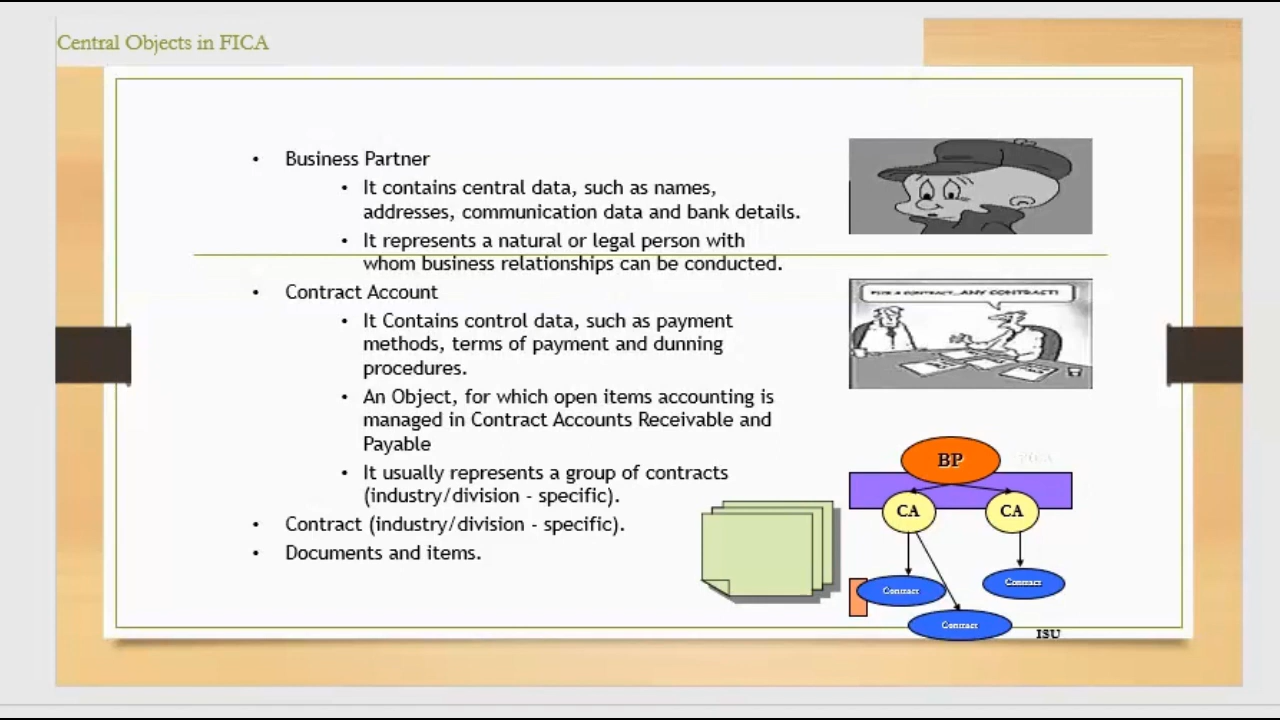 Central Objects in FICA
• Business Partner
• It contains central data, such as names,
addresses, communication data and bank details.
• It represents a natural or legal person with
whom business relationships can be conducted.
• Contract Account
• It Contains control data, such as payment
methods, terms of payment and dunning
procedures.
• An Object, for which open items accounting is
managed in Contract Accounts Receivable and
Payable
• It usually represents a group of contracts
(industry/division - specific).
• Contract (industry/division - specific).
• Documents and items.
CONTRACT...ANY CONTRACT!
BP
CA
CA
Contract
Contract
Contract
ISU